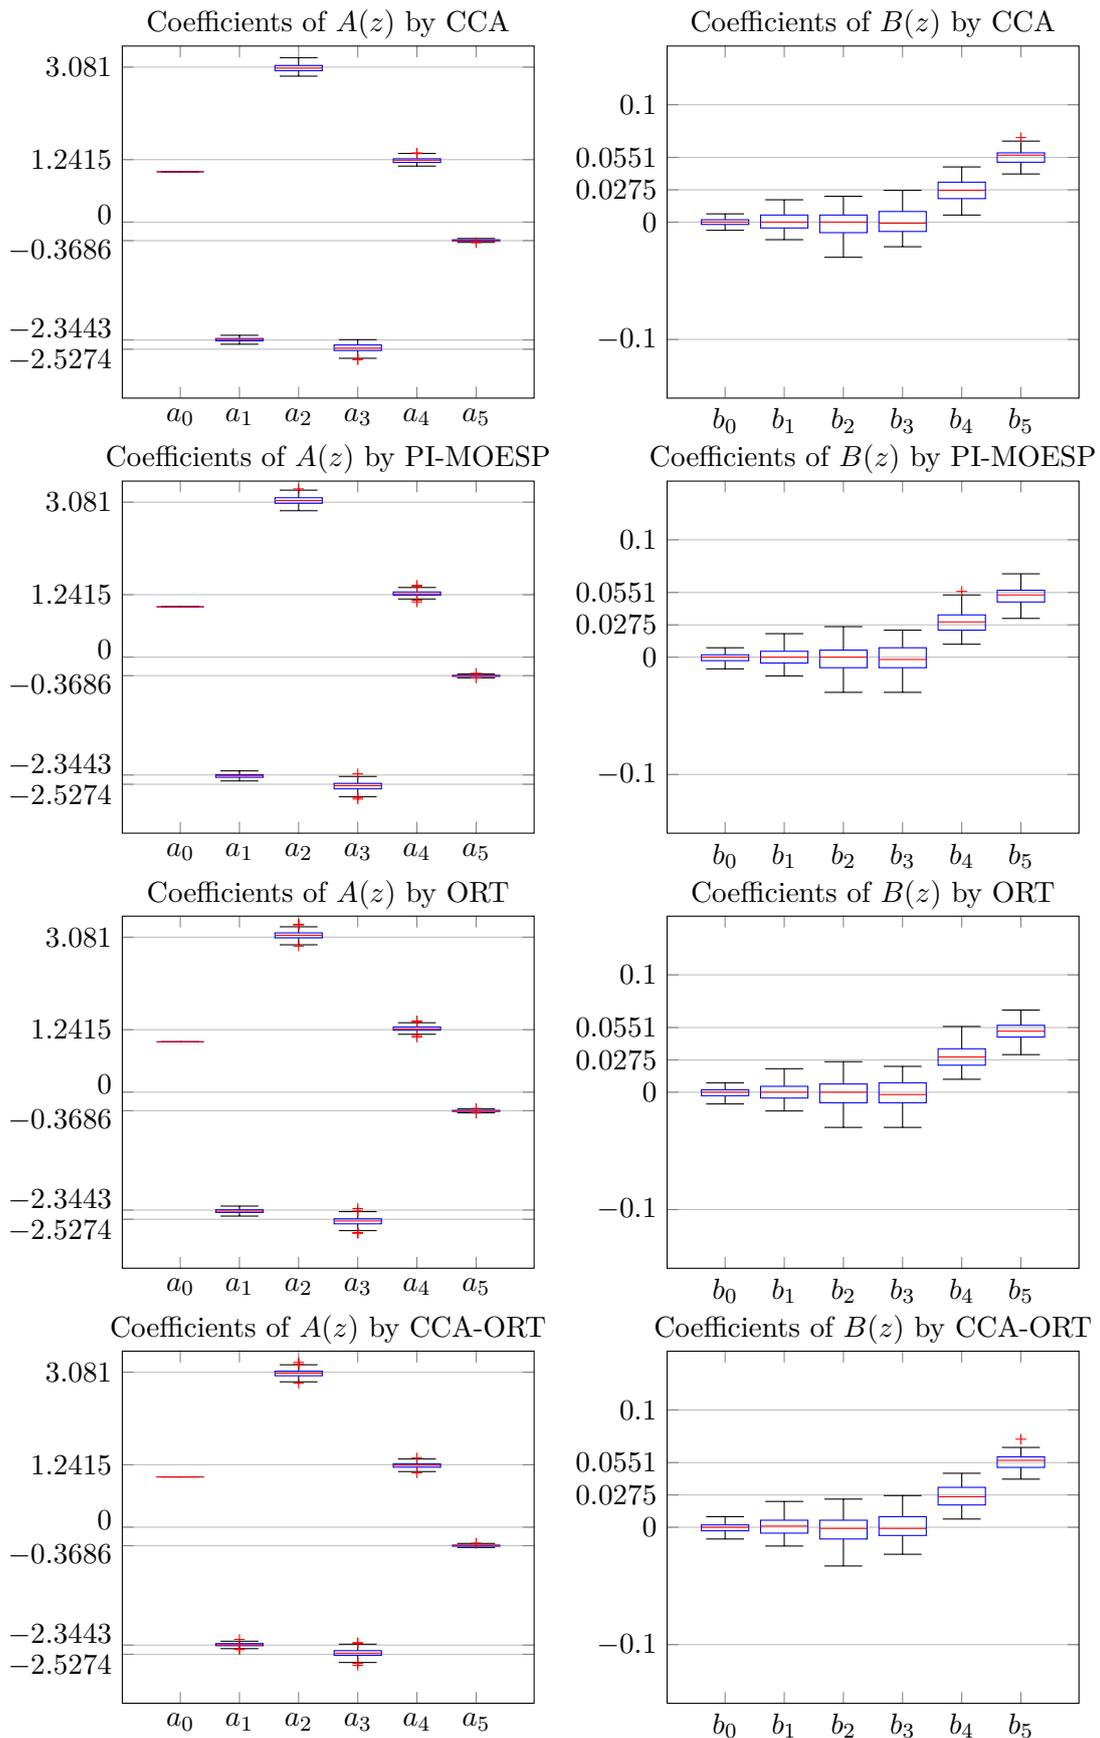 Coefficients of A(z) by CCA
3.081
1.2415
0
−0.3686
−2.3443
−2.5274
a0 a1 a2 a3 a4 a5
Coefficients of B(z) by CCA
0.1
0.0551
0.0275
0
−0.1
b0 b1 b2 b3 b4 b5
Coefficients of A(z) by PI-MOESP
3.081
1.2415
0
−0.3686
−2.3443
−2.5274
a0 a1 a2 a3 a4 a5
Coefficients of B(z) by PI-MOESP
0.1
0.0551
0.0275
0
−0.1
b0 b1 b2 b3 b4 b5
Coefficients of A(z) by ORT
3.081
1.2415
0
−0.3686
−2.3443
−2.5274
a0 a1 a2 a3 a4 a5
Coefficients of B(z) by ORT
0.1
0.0551
0.0275
0
−0.1
b0 b1 b2 b3 b4 b5
Coefficients of A(z) by CCA-ORT
3.081
1.2415
0
−0.3686
−2.3443
−2.5274
a0 a1 a2 a3 a4 a5
Coefficients of B(z) by CCA-ORT
0.1
0.0551
0.0275
0
−0.1
b0 b1 b2 b3 b4 b5